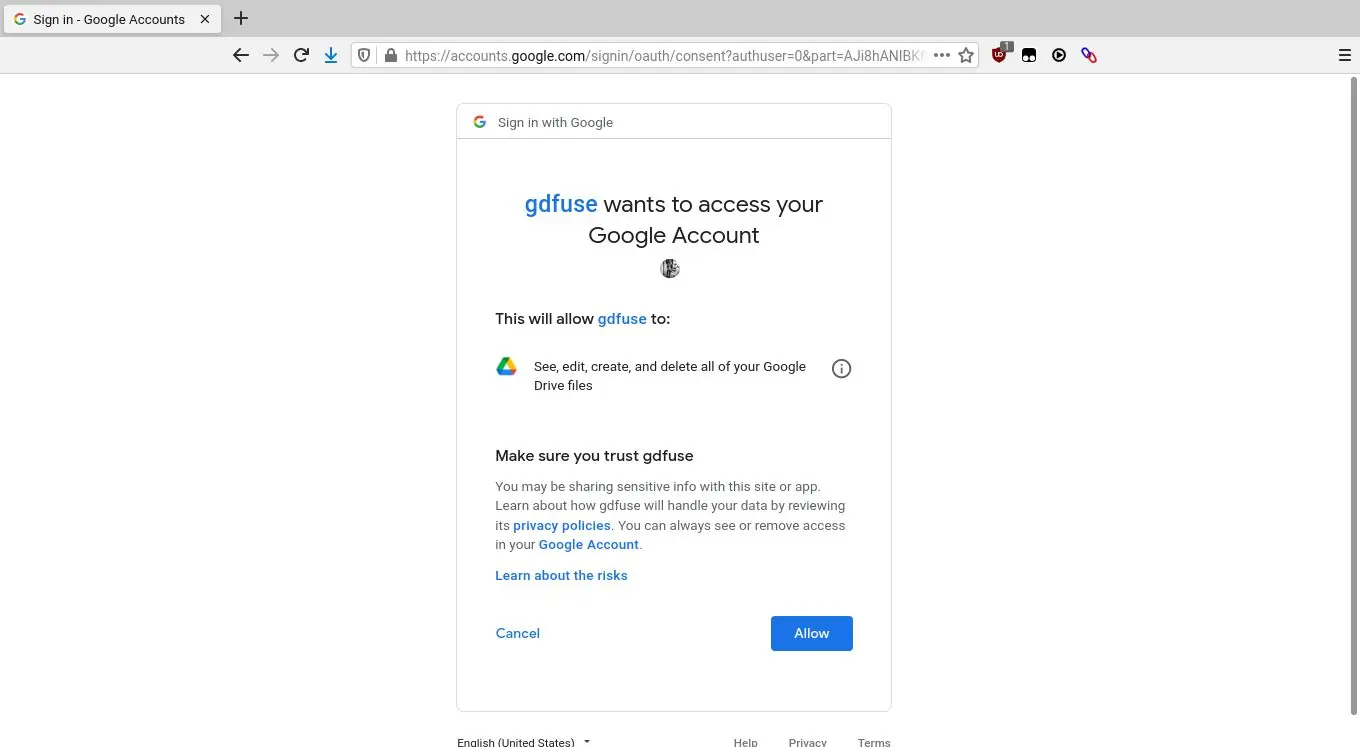 Sign in - Google Accounts
https://accounts.google.com/signin/oauth/consent?authuser=0&part=AJi8hANIBK
1
Sign in with Google
gdfuse wants to access your
Google Account
This will allow gdfuse to:
See, edit, create, and delete all of your Google
Drive files
Make sure you trust gdfuse
You may be sharing sensitive info with this site or app.
Learn about how gdfuse will handle your data by reviewing
its privacy policies. You can always see or remove access
in your Google Account.
Learn about the risks
Cancel Allow
English (United States) Help Privacy Terms